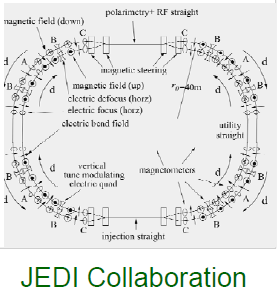 polarimetry+ RF straight
magnetic field (down)
B
C
C
B
A
A
d
d
magnetic steering
magnetic field (up)
r₀=40m
electric defocus (horz)
electric focus (horz)
electric bend field
utility
straight
B
B
d
d
d
d
B
B
vertical
tune modulating
electric quad
magnetometers
A
A
d
d
B
C
C
B
injection straight
JEDI Collaboration